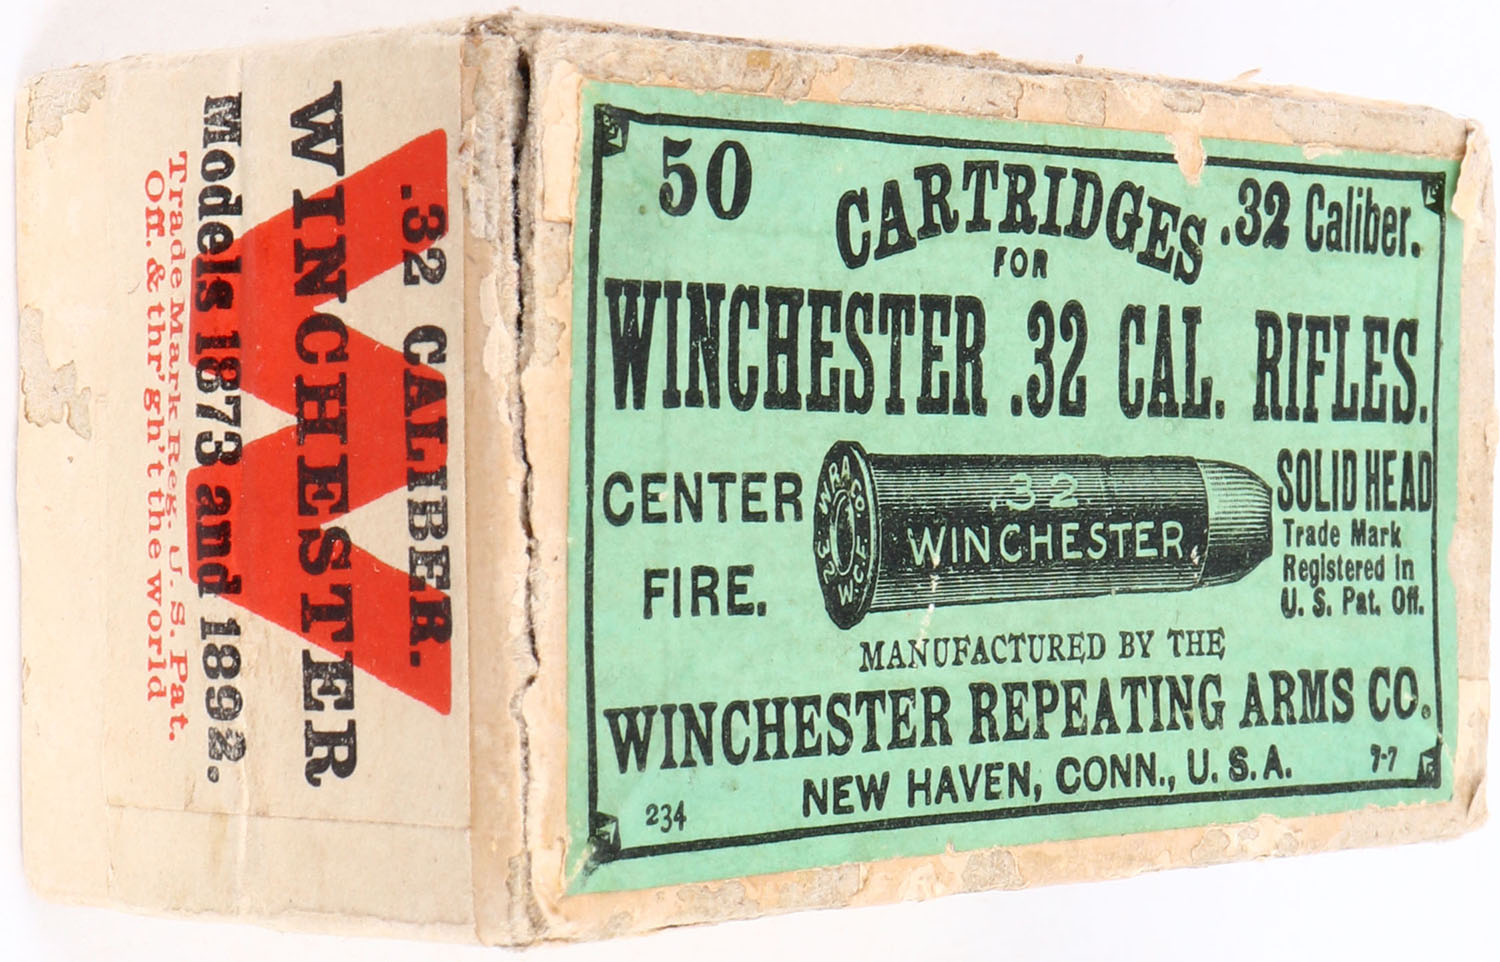 .32 CALIBER.
WINCHESTER
Models 1873 and 1892.
Trade Mark Reg. U. S. Pat.
Off. & thr'gh't the world
50
CARTRIDGES
.32 Caliber.
FOR
WINCHESTER .32 CAL. RIFLES.
CENTER
FIRE.
W.R.A.CO.
32 W.C.F.
.32
WINCHESTER
SOLID HEAD
Trade Mark
Registered in
U. S. Pat. Off.
MANUFACTURED BY THE
WINCHESTER REPEATING ARMS CO.
NEW HAVEN, CONN., U. S. A.
234
7-7